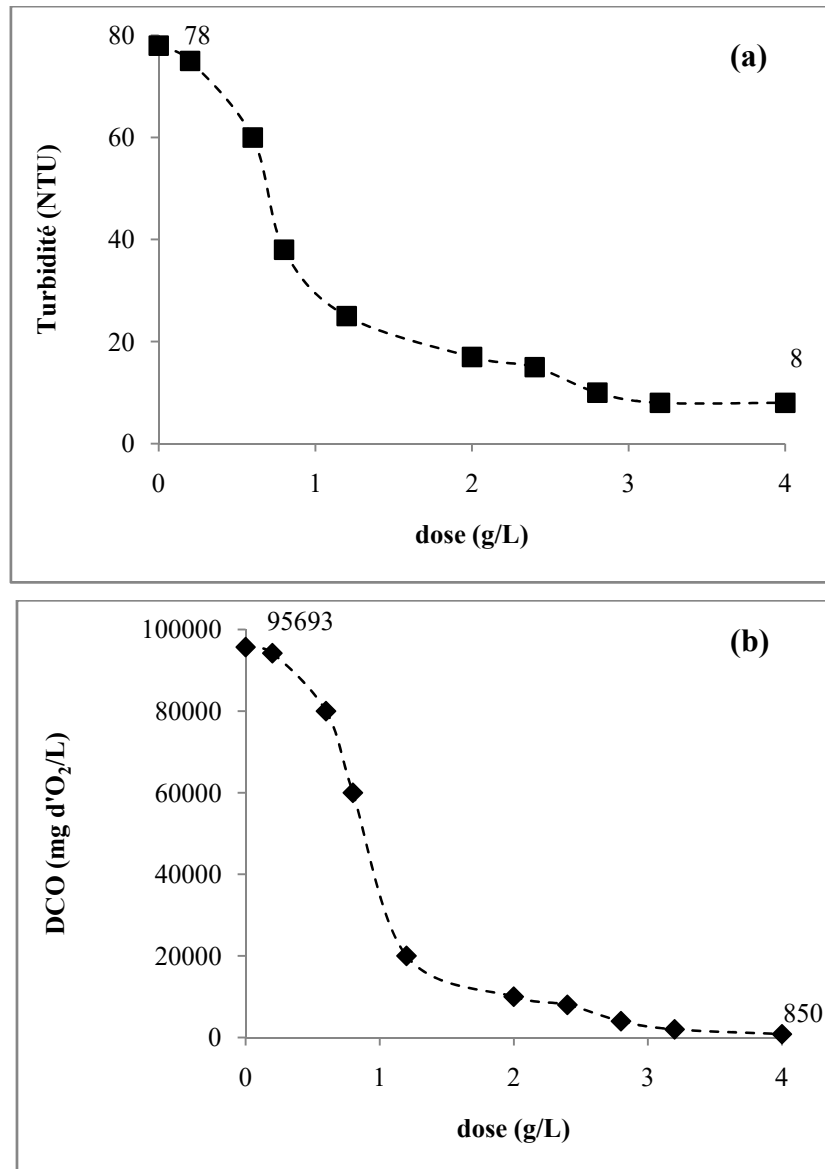 (a)
Turbidité (NTU)
80
60
40
20
0
78
8
0 1 2 3 4
dose (g/L)
(b)
DCO (mg d'O₂/L)
100000
80000
60000
40000
20000
0
95693
850
0 1 2 3 4
dose (g/L)